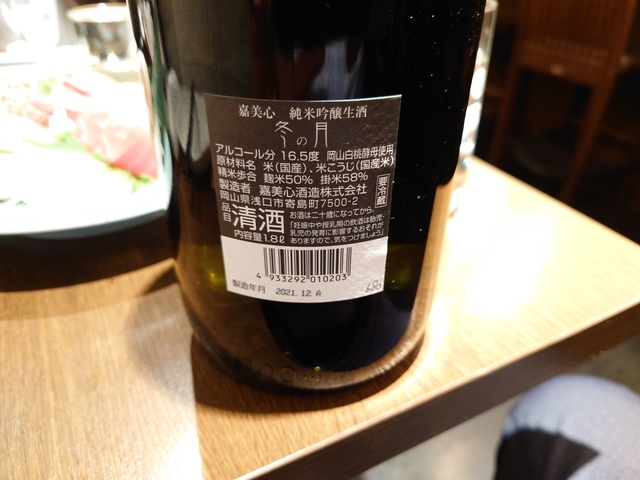 嘉美心 純米吟醸生酒
冬の月
アルコール分 16.5度 岡山白桃酵母使用
原材料名 米(国産)、米こうじ(国産米)
精米歩合 麹米50% 掛米58%
製造者 嘉美心酒造株式会社
岡山県浅口市寄島町7500-2
要冷蔵
品目 清酒
内容量1.8ℓ
お酒は二十歳になってから。
「妊娠中や授乳期の飲酒は胎児・
乳児の発育に影響するおそれが
ありますので、気をつけましょう」
4 933292 010203
製造年月 2021.12.A
680